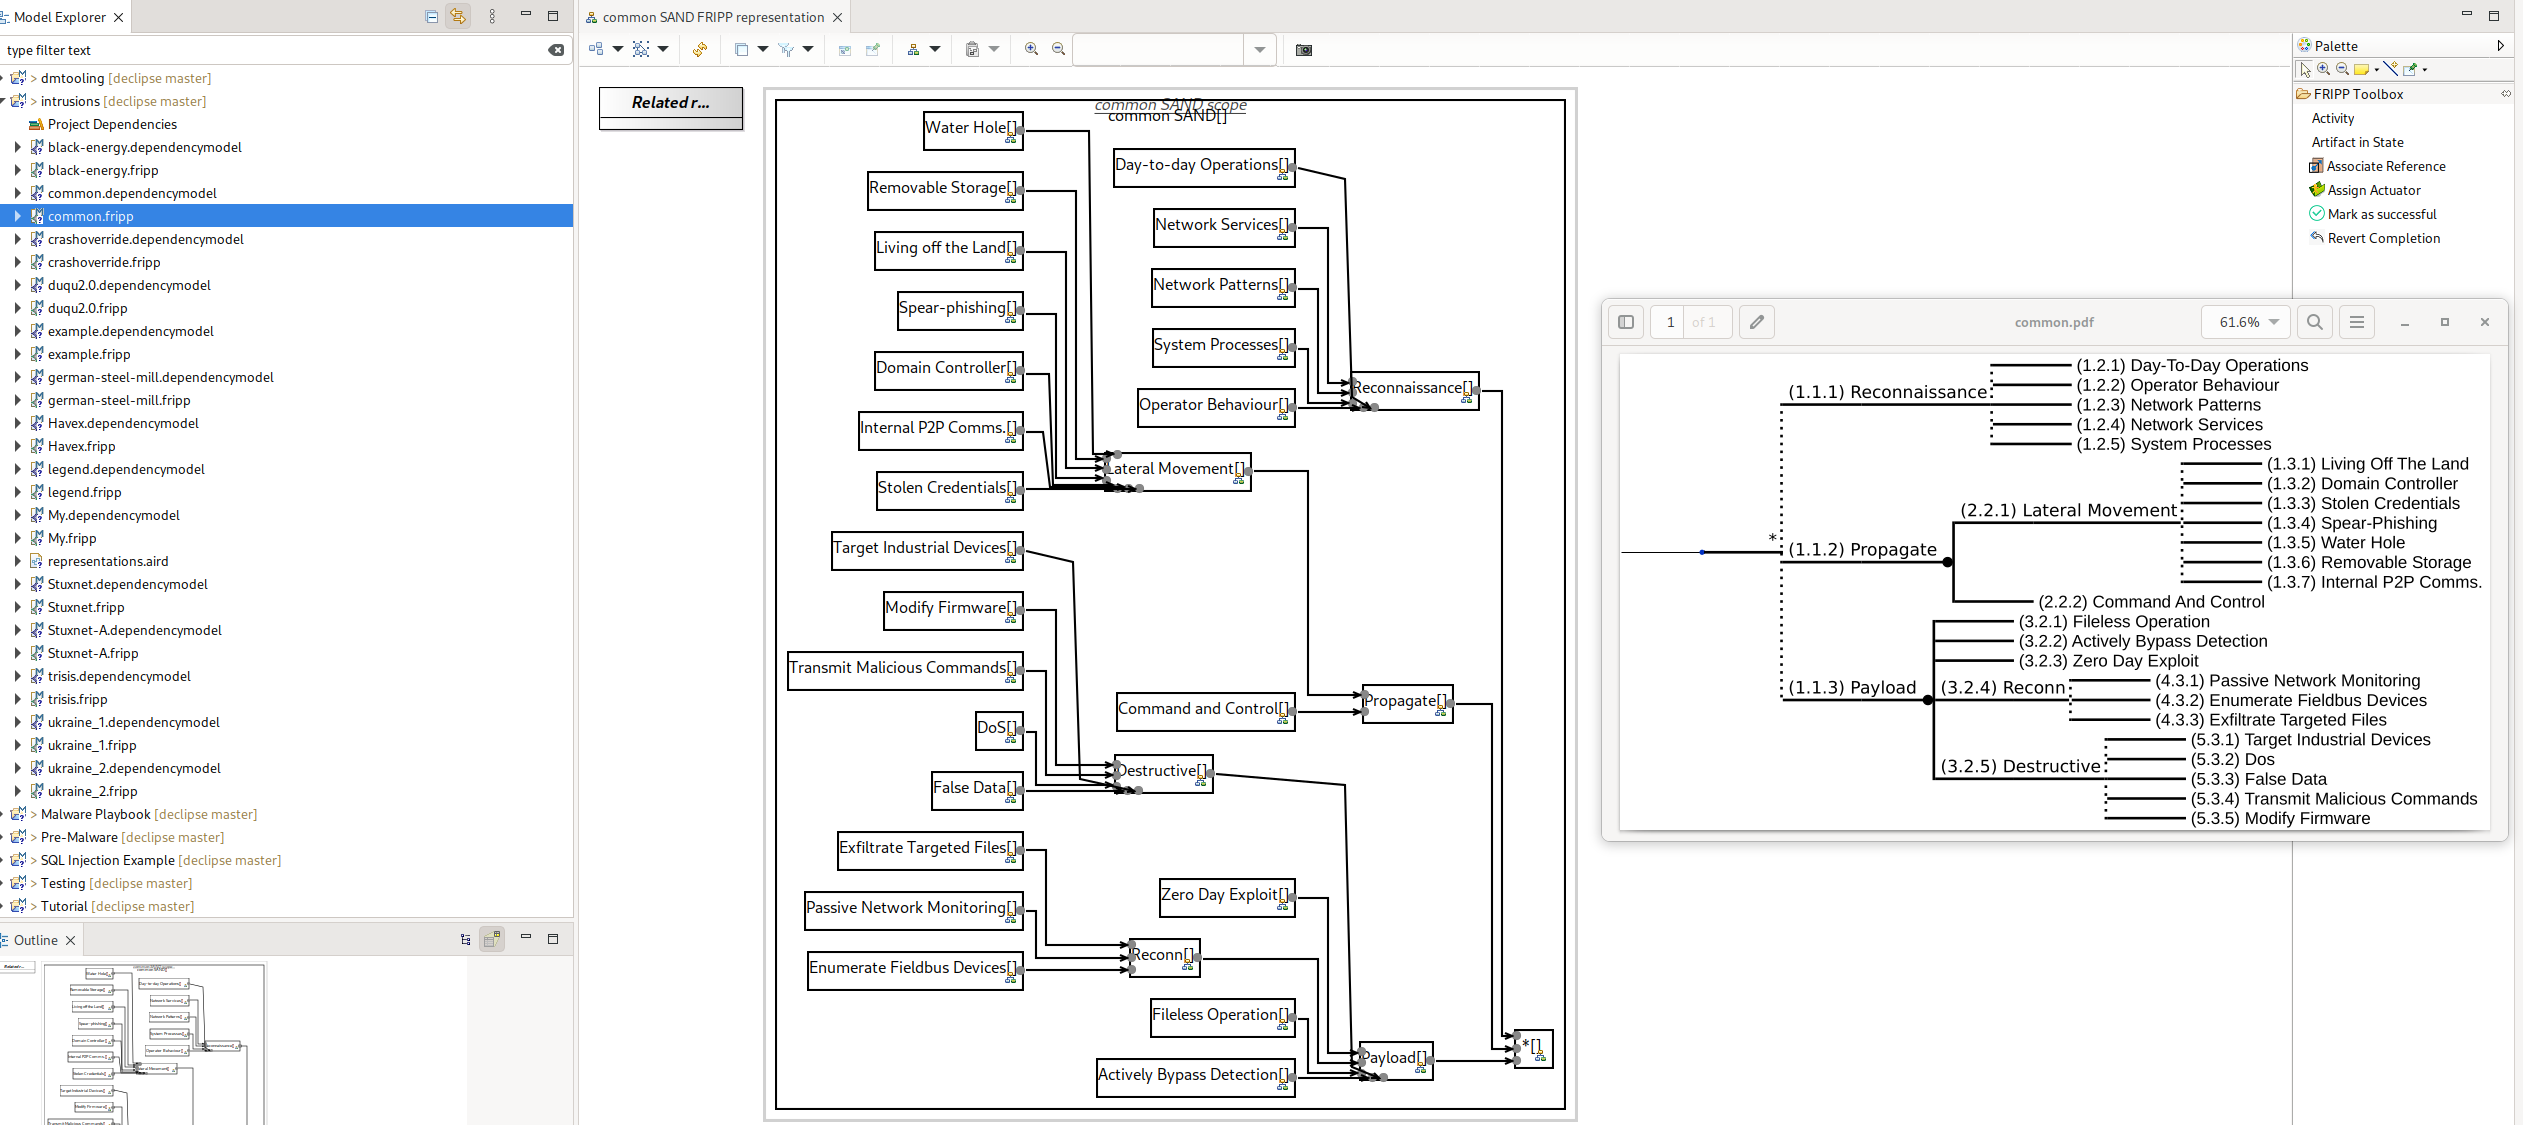 Model Explorer
type filter text
> dmtooling [declipse master]
> intrusions [declipse master]
Project Dependencies
black-energy.dependencymodel
black-energy.fripp
common.dependencymodel
common.fripp
crashoverride.dependencymodel
crashoverride.fripp
duqu2.0.dependencymodel
duqu2.0.fripp
example.dependencymodel
example.fripp
german-steel-mill.dependencymodel
german-steel-mill.fripp
Havex.dependencymodel
Havex.fripp
legend.dependencymodel
legend.fripp
My.dependencymodel
My.fripp
representations.aird
Stuxnet.dependencymodel
Stuxnet.fripp
Stuxnet-A.dependencymodel
Stuxnet-A.fripp
trisis.dependencymodel
trisis.fripp
ukraine_1.dependencymodel
ukraine_1.fripp
ukraine_2.dependencymodel
ukraine_2.fripp
> Malware Playbook [declipse master]
> Pre-Malware [declipse master]
> SQL Injection Example [declipse master]
> Testing [declipse master]
> Tutorial [declipse master]
Outline
common SAND FRIPP representation
Related r...
common SAND scope
common SAND[]
Water Hole[]
Removable Storage[]
Living off the Land[]
Spear-phishing[]
Domain Controller[]
Internal P2P Comms.[]
Stolen Credentials[]
Target Industrial Devices[]
Modify Firmware[]
Transmit Malicious Commands[]
DoS[]
False Data[]
Exfiltrate Targeted Files[]
Passive Network Monitoring[]
Enumerate Fieldbus Devices[]
Day-to-day Operations[]
Network Services[]
Network Patterns[]
System Processes[]
Operator Behaviour[]
Reconnaissance[]
Lateral Movement[]
Command and Control[]
Propagate[]
Destructive[]
Zero Day Exploit[]
Reconn[]
Fileless Operation[]
Actively Bypass Detection[]
Payload[]
*[]
Palette
FRIPP Toolbox
Activity
Artifact in State
Associate Reference
Assign Actuator
Mark as successful
Revert Completion
1 of 1
common.pdf
61.6%
(1.2.1) Day-To-Day Operations
(1.1.1) Reconnaissance
(1.2.2) Operator Behaviour
(1.2.3) Network Patterns
(1.2.4) Network Services
(1.2.5) System Processes
(1.3.1) Living Off The Land
(1.3.2) Domain Controller
(1.3.3) Stolen Credentials
(2.2.1) Lateral Movement
(1.3.4) Spear-Phishing
(1.3.5) Water Hole
*
(1.1.2) Propagate
(1.3.6) Removable Storage
(1.3.7) Internal P2P Comms.
(2.2.2) Command And Control
(3.2.1) Fileless Operation
(3.2.2) Actively Bypass Detection
(3.2.3) Zero Day Exploit
(1.1.3) Payload
(3.2.4) Reconn
(4.3.1) Passive Network Monitoring
(4.3.2) Enumerate Fieldbus Devices
(4.3.3) Exfiltrate Targeted Files
(5.3.1) Target Industrial Devices
(5.3.2) Dos
(3.2.5) Destructive
(5.3.3) False Data
(5.3.4) Transmit Malicious Commands
(5.3.5) Modify Firmware